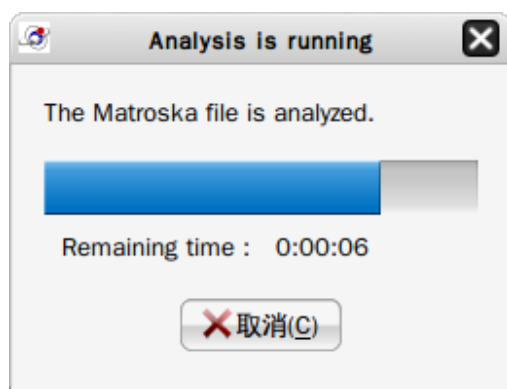 Analysis is running
The Matroska file is analyzed.
Remaining time : 0:00:06
取消(C)